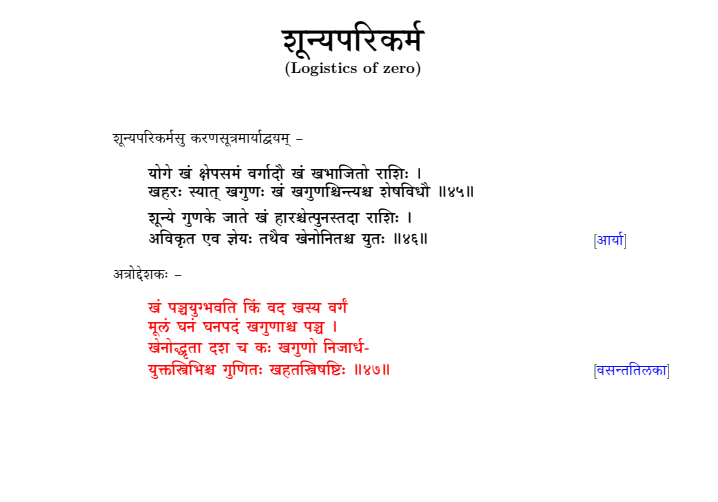 शून्यपरिकर्म
(Logistics of zero)
शून्यपरिकर्मसु करणसूत्रमार्याद्वयम् –
योगे खं क्षेपसमं वर्गादौ खं खभाजितो राशिः ।
खहरः स्यात् खगुणः खं खगुणश्चिन्त्यश्च शेषविधौ ॥४५॥
शून्ये गुणके जाते खं हारश्चेत्पुनस्तदा राशिः ।
अविकृत एव ज्ञेयः तथैव खेनोनितश्च युतः ॥४६॥ [आर्या]
अत्रोद्देशकः –
खं पञ्चयुग्भवति किं वद खस्य वर्गं
मूलं घनं घनपदं खगुणाश्च पञ्च ।
खेनोद्धृता दश च कः खगुणो निजार्ध-
युक्तस्त्रिभिश्च गुणितः खहतस्त्रिषष्टिः ॥४७॥ [वसन्ततिलका]